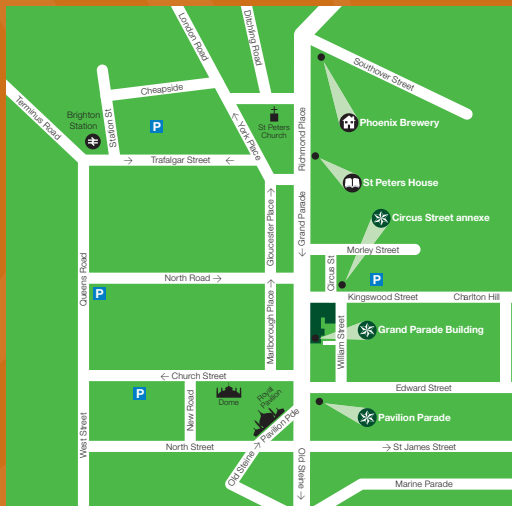 London Road
Ditchling Road
Southover Street
Cheapside
Terminus Road
Brighton
Station
Station St
P
York Place
St Peters
Church
Richmond Place
Phoenix Brewery
Trafalgar Street
St Peters House
Gloucester Place
Grand Parade
Circus Street annexe
Morley Street
Queens Road
North Road
Circus St
P
P
Kingswood Street
Charlton Hill
Marlborough Place
William Street
Grand Parade Building
Church Street
Edward Street
P
New Road
Dome
Royal
Pavilion
Pavilion Pde
Pavilion Parade
West Street
North Street
Old Steine
Old Steine
St James Street
Marine Parade